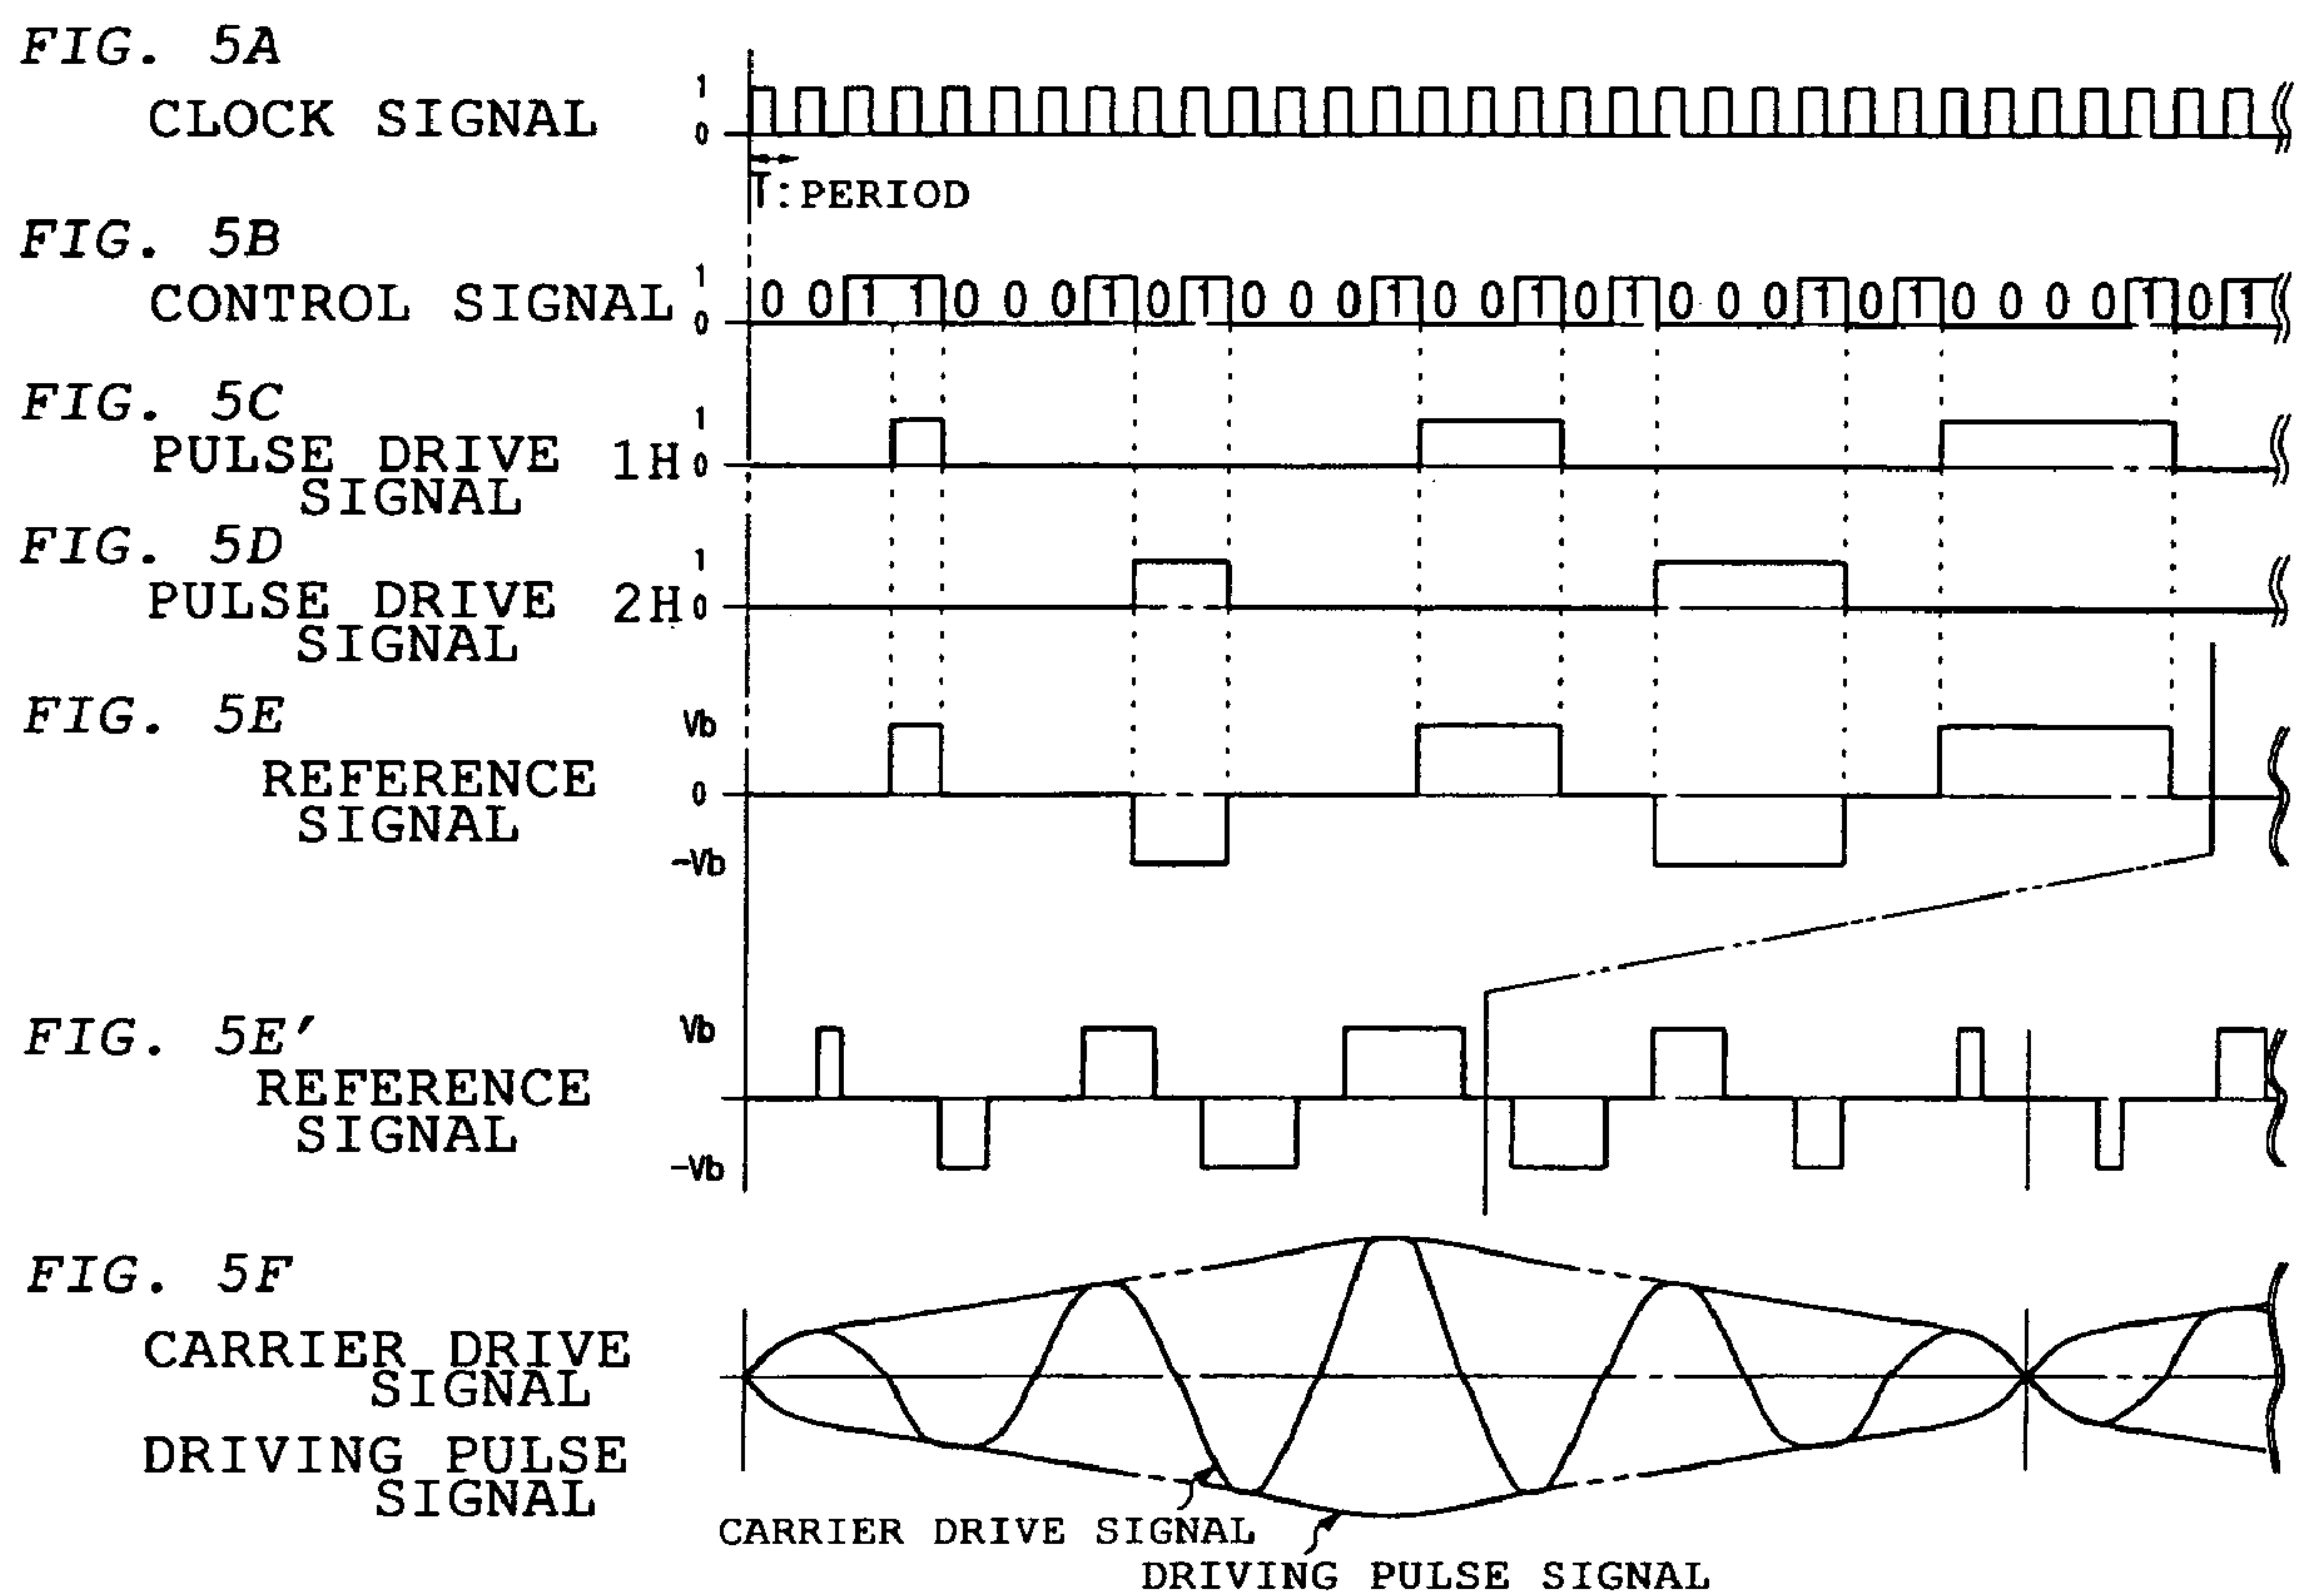 FIG. 5A
CLOCK SIGNAL
1
0
T:PERIOD
FIG. 5B
CONTROL SIGNAL
1
0
0 0 1 1 0 0 0 1 0 1 0 0 0 1 0 0 1 0 1 0 0 0 1 0 1 0 0 0 0 1 0 1
FIG. 5C
PULSE DRIVE 1H
SIGNAL
1
0
FIG. 5D
PULSE DRIVE 2H
SIGNAL
1
0
FIG. 5E
REFERENCE
SIGNAL
Vb
0
-Vb
FIG. 5E'
REFERENCE
SIGNAL
Vb
-Vb
FIG. 5F
CARRIER DRIVE
SIGNAL
DRIVING PULSE
SIGNAL
CARRIER DRIVE SIGNAL
DRIVING PULSE SIGNAL